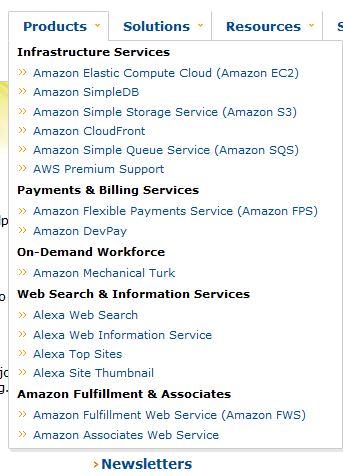 Products Solutions Resources S
Infrastructure Services
Amazon Elastic Compute Cloud (Amazon EC2)
Amazon SimpleDB
Amazon Simple Storage Service (Amazon S3)
Amazon CloudFront
Amazon Simple Queue Service (Amazon SQS)
AWS Premium Support
Payments & Billing Services
Amazon Flexible Payments Service (Amazon FPS)
Amazon DevPay
On-Demand Workforce
Amazon Mechanical Turk
Web Search & Information Services
Alexa Web Search
Alexa Web Information Service
Alexa Top Sites
Alexa Site Thumbnail
Amazon Fulfillment & Associates
Amazon Fulfillment Web Service (Amazon FWS)
Amazon Associates Web Service
Newsletters